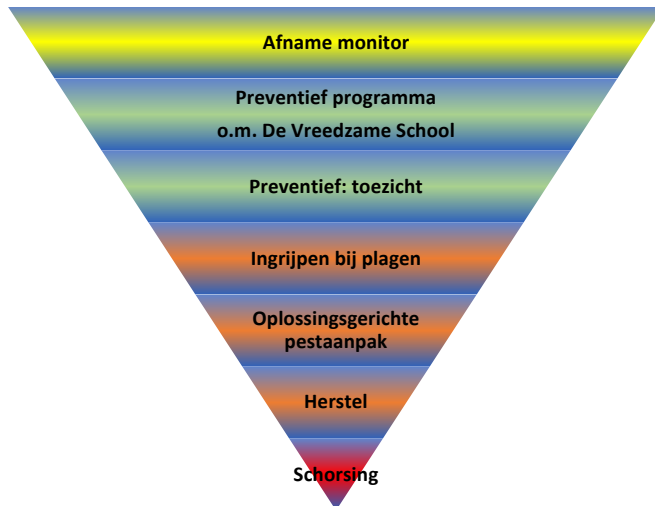 Afname monitor
Preventief programma
o.m. De Vreedzame School
Preventief: toezicht
Ingrijpen bij plagen
Oplossingsgerichte
pestaanpak
Herstel
Schorsing